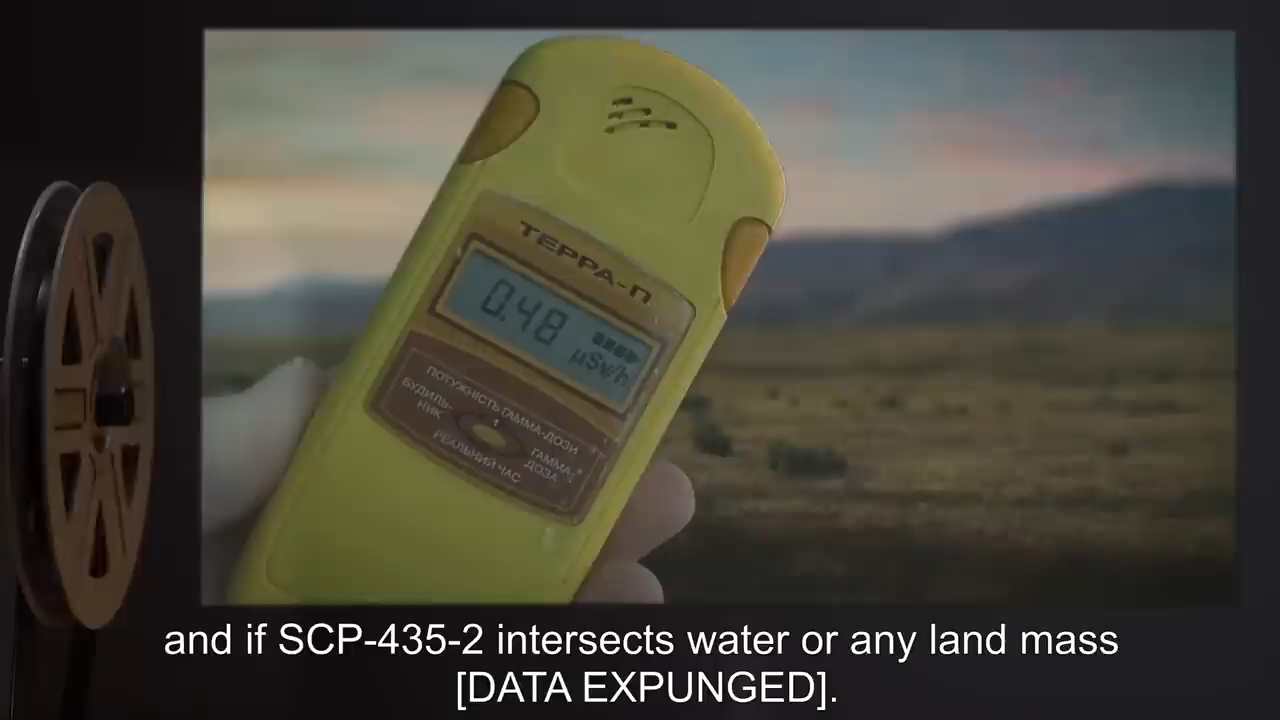 ТЕРРА-П
0.48
µSv/h
ПОТУЖНІСТЬ ГАММА-ДОЗИ
БУДИЛЬ-
НИК
1
ГАММА-
ДОЗА
РЕАЛЬНИЙ ЧАС
and if SCP-435-2 intersects water or any land mass
[DATA EXPUNGED].